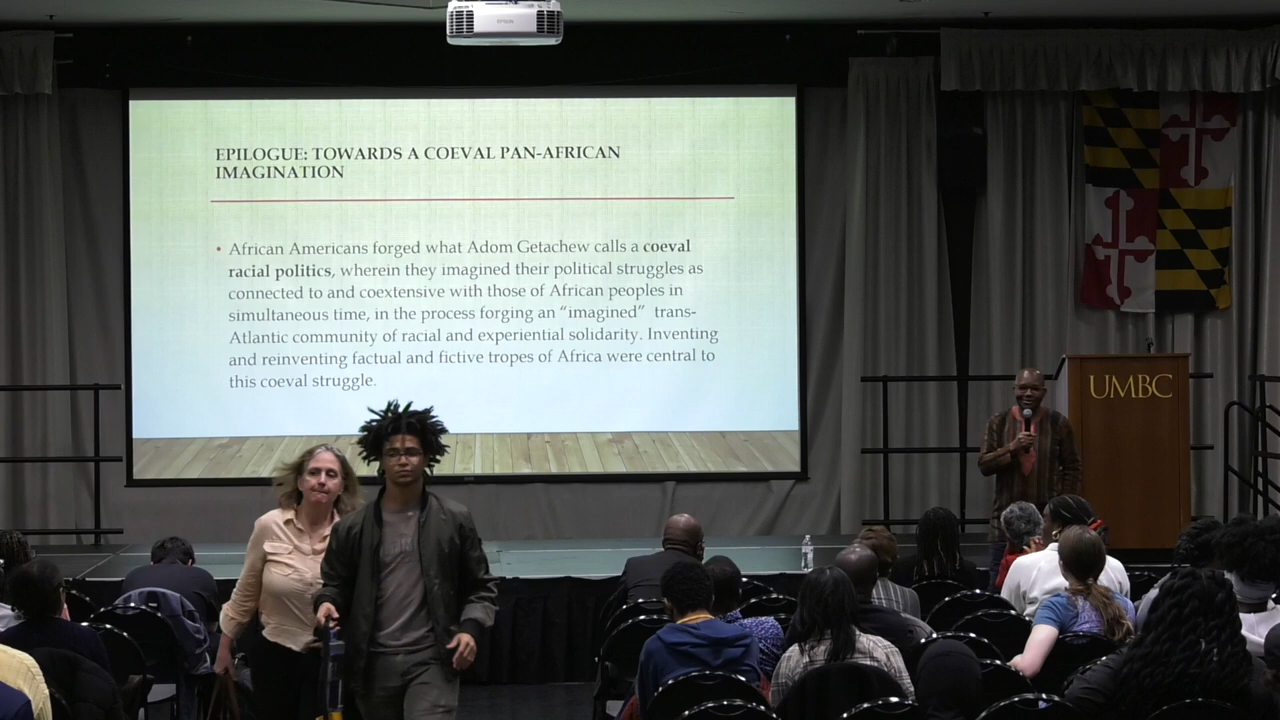 EPSON
EPILOGUE: TOWARDS A COEVAL PAN-AFRICAN
IMAGINATION
• African Americans forged what Adom Getachew calls a coeval
racial politics, wherein they imagined their political struggles as
connected to and coextensive with those of African peoples in
simultaneous time, in the process forging an “imagined” trans-
Atlantic community of racial and experiential solidarity. Inventing
and reinventing factual and fictive tropes of Africa were central to
this coeval struggle.
UMBC